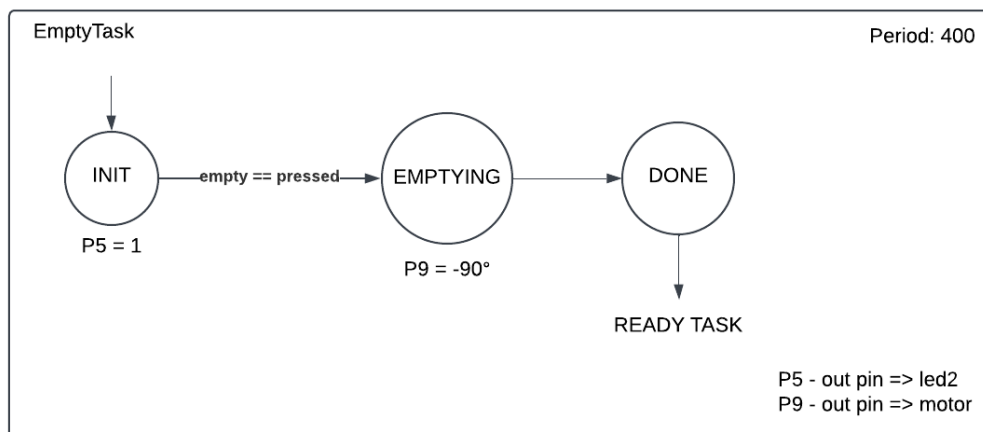 EmptyTask
Period: 400
INIT
empty == pressed
EMPTYING
DONE
P5 = 1
P9 = -90°
READY TASK
P5 - out pin => led2
P9 - out pin => motor